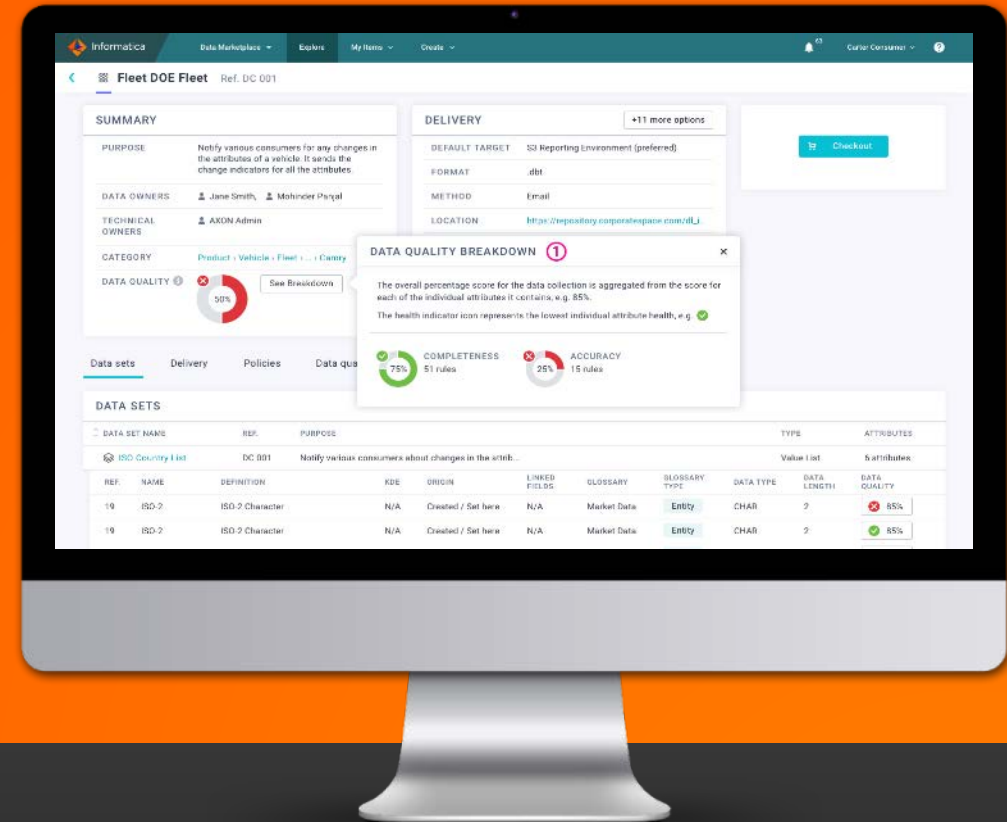 Informatica
Data Marketplace
Explore
My Items
Create
63
Carter Consumer
?
Fleet DOE Fleet Ref. DC 001
SUMMARY
PURPOSE
Notify various consumers for any changes in
the attributes of a vehicle. It sends the
change indicators for all the attributes.
DATA OWNERS
Jane Smith, Mohinder Panjal
TECHNICAL
OWNERS
AXON Admin
CATEGORY
Product › Vehicle › Fleet › ... › Camry
DATA QUALITY
50%
See Breakdown
DELIVERY
+11 more options
DEFAULT TARGET
S3 Reporting Environment (preferred)
FORMAT
.dbt
METHOD
Email
LOCATION
https://repository.corporatespace.com/dl_i
Checkout
DATA QUALITY BREAKDOWN 1
The overall percentage score for the data collection is aggregated from the score for
each of the individual attributes it contains, e.g. 85%.
The health indicator icon represents the lowest individual attribute health, e.g.
75%
COMPLETENESS
51 rules
25%
ACCURACY
15 rules
Data sets Delivery Policies Data qua
DATA SETS
DATA SET NAME REF. PURPOSE TYPE ATTRIBUTES
ISO Country List DC 001 Notify various consumers about changes in the attrib... Value List 5 attributes
REF. NAME DEFINITION KDE ORIGIN LINKED FIELDS GLOSSARY GLOSSARY TYPE DATA TYPE DATA LENGTH DATA QUALITY
19 ISO-2 ISO-2 Character N/A Created / Set here N/A Market Data Entity CHAR 2 85%
19 ISO-2 ISO-2 Character N/A Created / Set here N/A Market Data Entity CHAR 2 85%